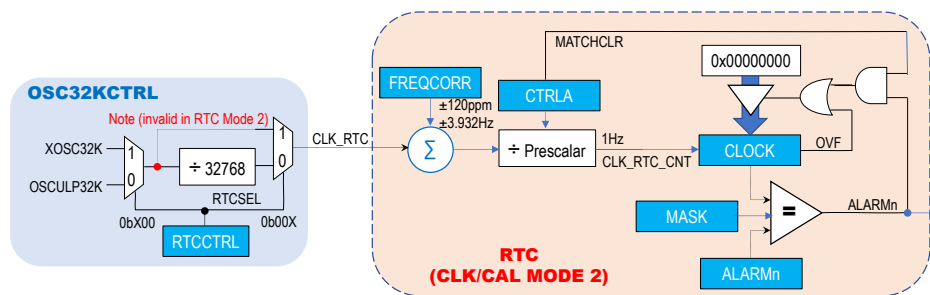 OSC32KCTRL
Note (invalid in RTC Mode 2)
XOSC32K
OSCULP32K
1
0
÷ 32768
1
0
RTCSEL
0bX00
0b00X
RTCCTRL
CLK_RTC
FREQCORR
±120ppm
±3.932Hz
Σ
MATCHCLR
CTRLA
÷ Prescalar
1Hz
CLK_RTC_CNT
0x00000000
CLOCK
OVF
MASK
=
ALARMn
ALARMn
RTC
(CLK/CAL MODE 2)